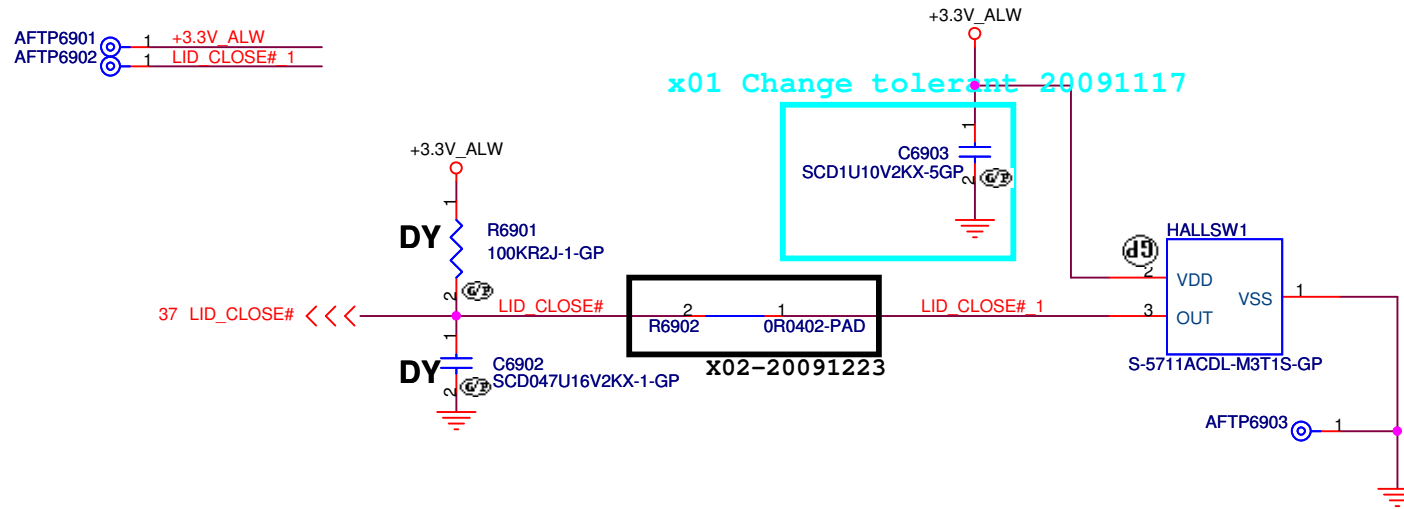 +3.3V_ALW
AFTP6901 1 +3.3V_ALW
AFTP6902 1 LID_CLOSE#_1
x01 Change tolerant 20091117
1
C6903
SCD1U10V2KX-5GP
2 G/P
+3.3V_ALW
1
DY R6901
100KR2J-1-GP
2 G/P
HALLSW1
GP
2 VDD
VSS 1
3 OUT
S-5711ACDL-M3T1S-GP
37 LID_CLOSE#
LID_CLOSE#
2 1
R6902 0R0402-PAD
LID_CLOSE#_1
X02-20091223
1
DY C6902
SCD047U16V2KX-1-GP
2 G/P
AFTP6903 1